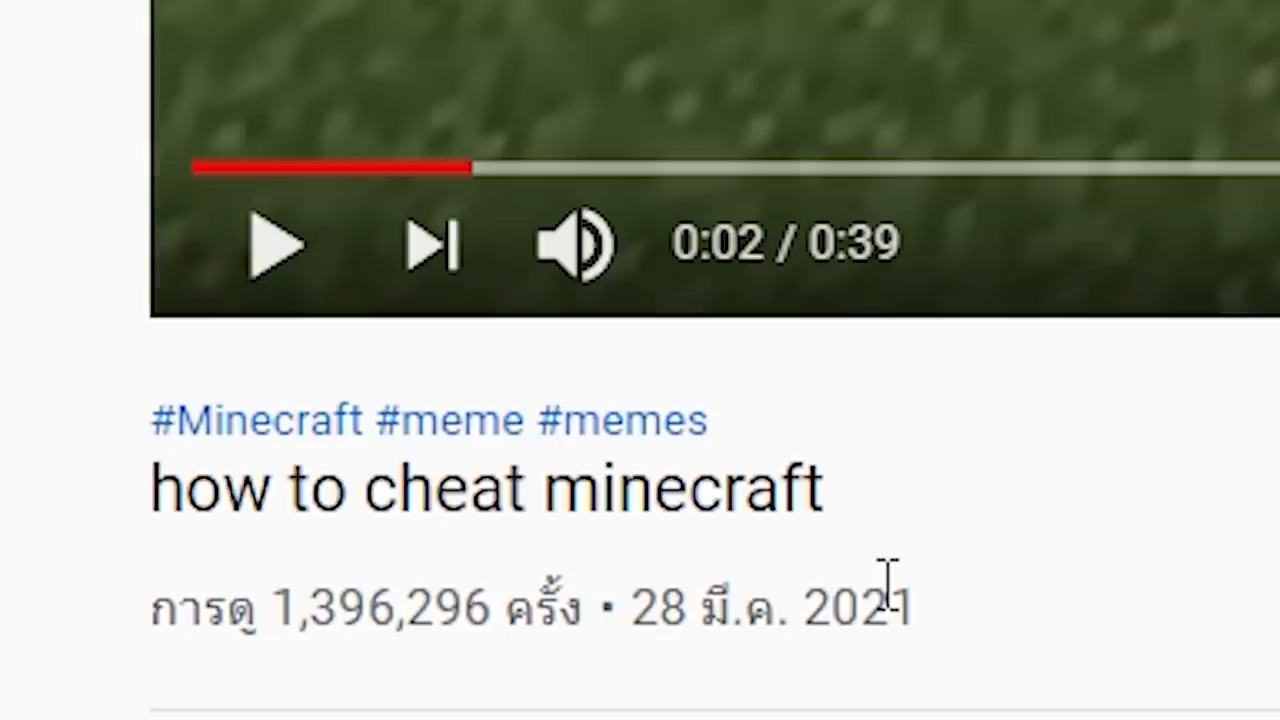 0:02 / 0:39
#Minecraft #meme #memes
how to cheat minecraft
การดู 1,396,296 ครั้ง • 28 มี.ค. 2021